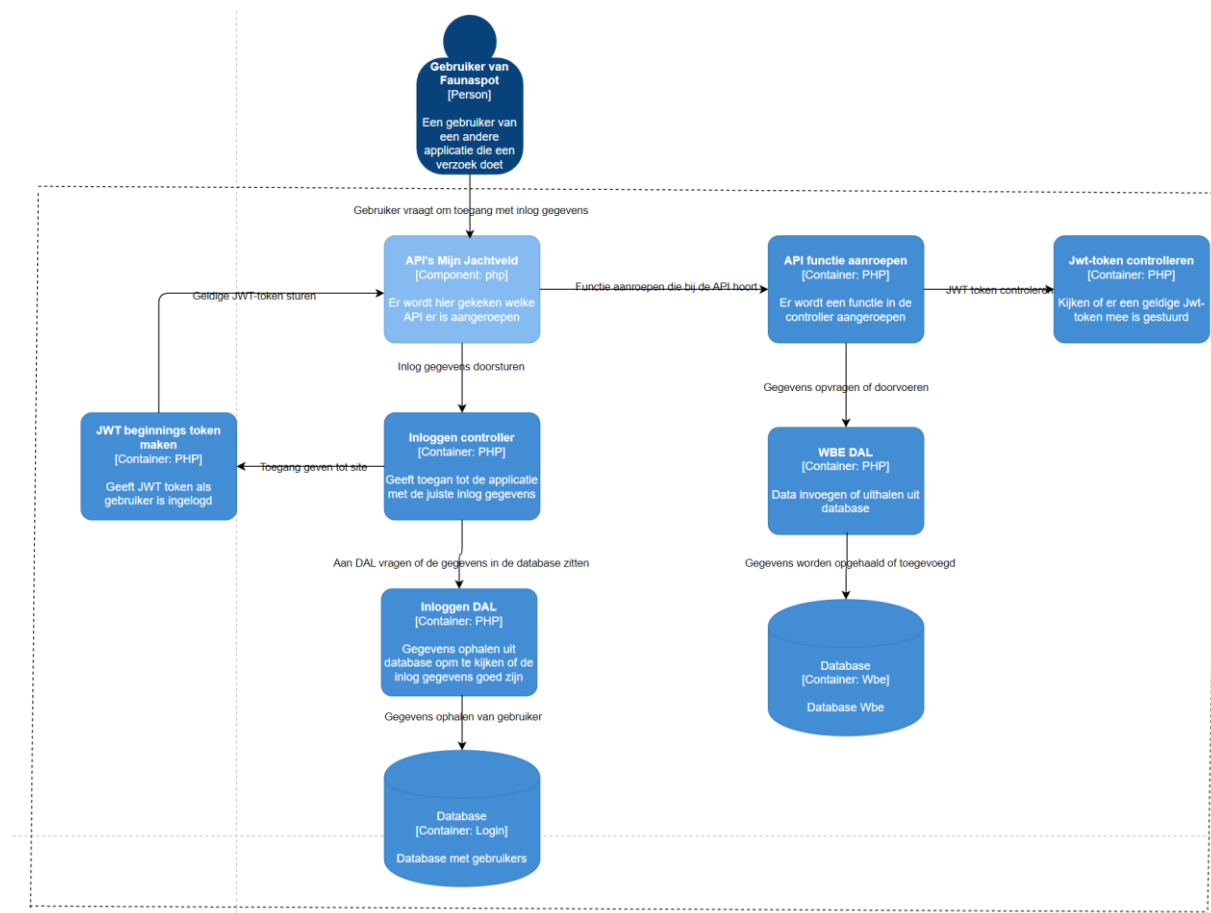 Gebruiker van
Faunaspot
[Person]
Een gebruiker van
een andere
applicatie die een
verzoek doet
Gebruiker vraagt om toegang met inlog gegevens
API's Mijn Jachtveld
[Component: php]
Er wordt hier gekeken welke
API er is aangeroepen
Functie aanroepen die bij de API hoort
API functie aanroepen
[Container: PHP]
Er wordt een functie in de
controller aangeroepen
JWT token controleren
Jwt-token controlleren
[Container: PHP]
Kijken of er een geldige Jwt-
token mee is gestuurd
Geldige JWT-token sturen
Inlog gegevens doorsturen
Gegevens opvragen of doorvoeren
JWT beginnings token
maken
[Container: PHP]
Geeft JWT token als
gebruiker is ingelogd
Toegang geven tot site
Inloggen controller
[Container: PHP]
Geeft toegan tot de applicatie
met de juiste inlog gegevens
WBE DAL
[Container: PHP]
Data invoegen of uithalen uit
database
Aan DAL vragen of de gegevens in de database zitten
Gegevens worden opgehaald of toegevoegd
Inloggen DAL
[Container: PHP]
Gegevens ophalen uit
database opm te kijken of de
inlog gegevens goed zijn
Database
[Container: Wbe]
Database Wbe
Gegevens ophalen van gebruiker
Database
[Container: Login]
Database met gebruikers